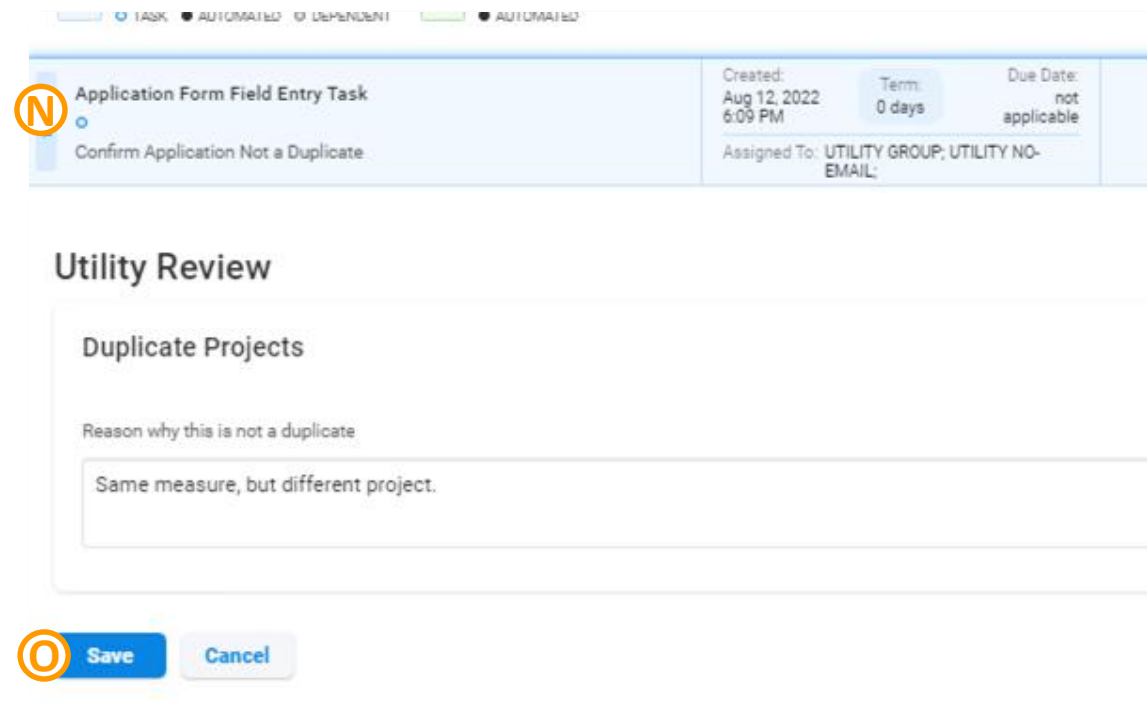 TASK AUTOMATED DEPENDENT AUTOMATED
N
Application Form Field Entry Task
Confirm Application Not a Duplicate
Created:
Aug 12, 2022
6:09 PM
Term:
0 days
Due Date:
not
applicable
Assigned To: UTILITY GROUP; UTILITY NO-
EMAIL;
Utility Review
Duplicate Projects
Reason why this is not a duplicate
Same measure, but different project.
O
Save Cancel